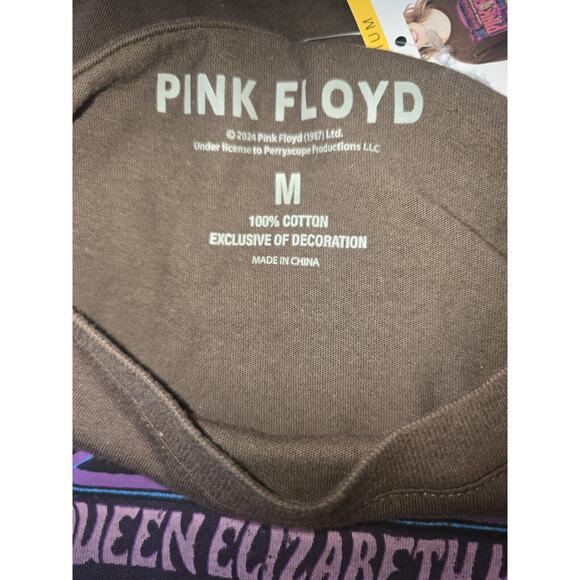 PINK FLOYD
© 2024 Pink Floyd (1987) Ltd.
Under license to Perryscope Productions LLC
M
100% COTTON
EXCLUSIVE OF DECORATION
MADE IN CHINA
QUEEN ELIZABETH